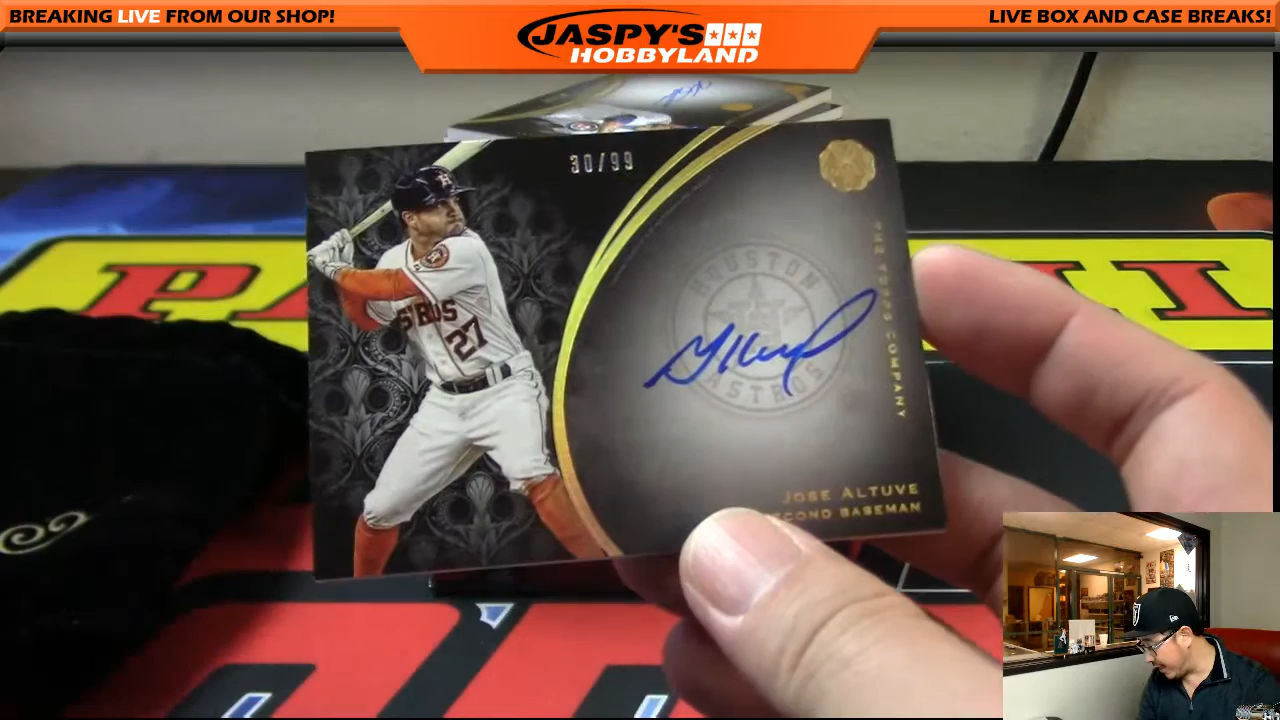 BREAKING LIVE FROM OUR SHOP!
JASPY'S
HOBBYLAND
LIVE BOX AND CASE BREAKS!
30/99
HOUSTON
ASTROS
THE TOPPS COMPANY
ASTROS
27
JOSE ALTUVE
SECOND BASEMAN